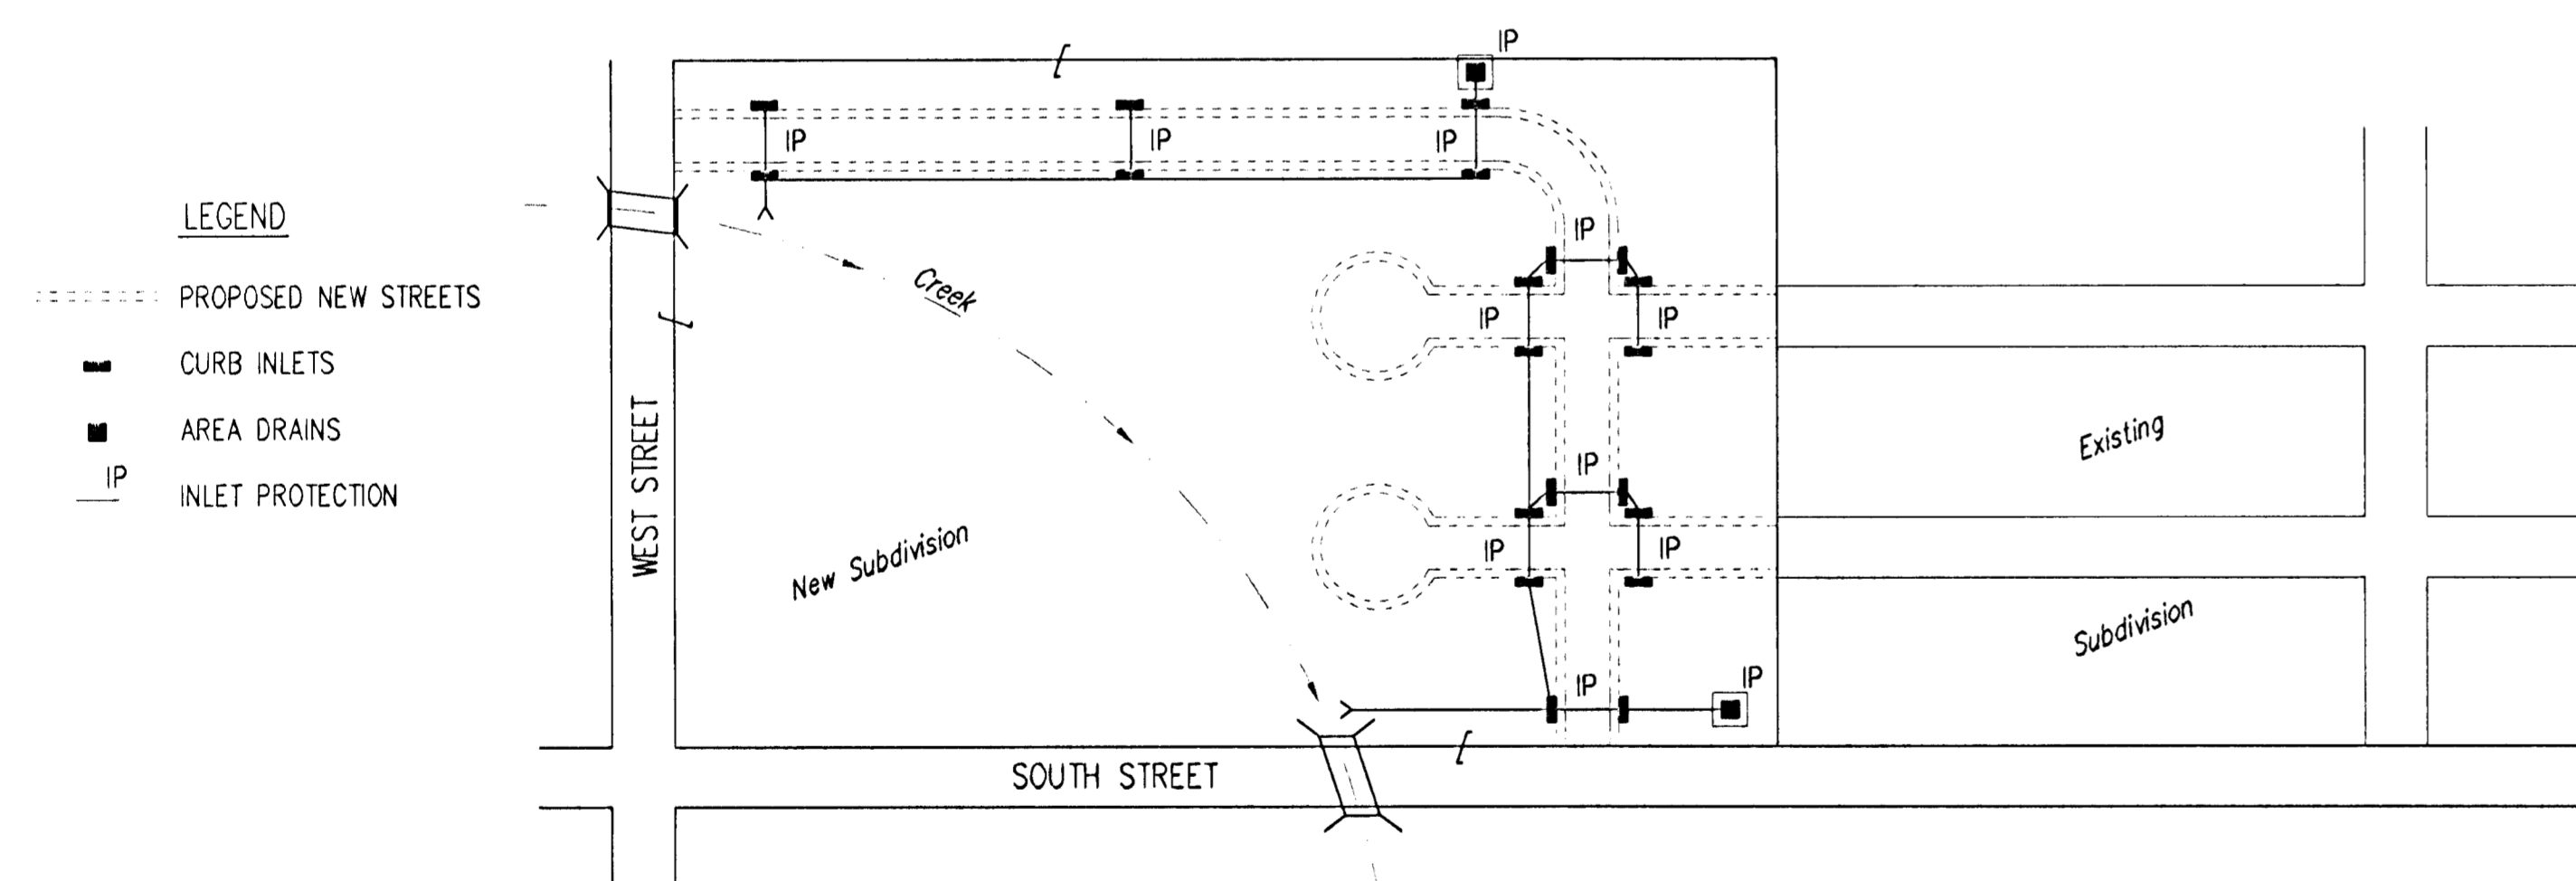 IP
IP
IP
IP
LEGEND
IP
PROPOSED NEW STREETS
Creek
IP
IP
CURB INLETS
AREA DRAINS
Existing
IP
IP
INLET PROTECTION
WEST STREET
New Subdivision
IP
IP
Subdivision
IP
IP
SOUTH STREET